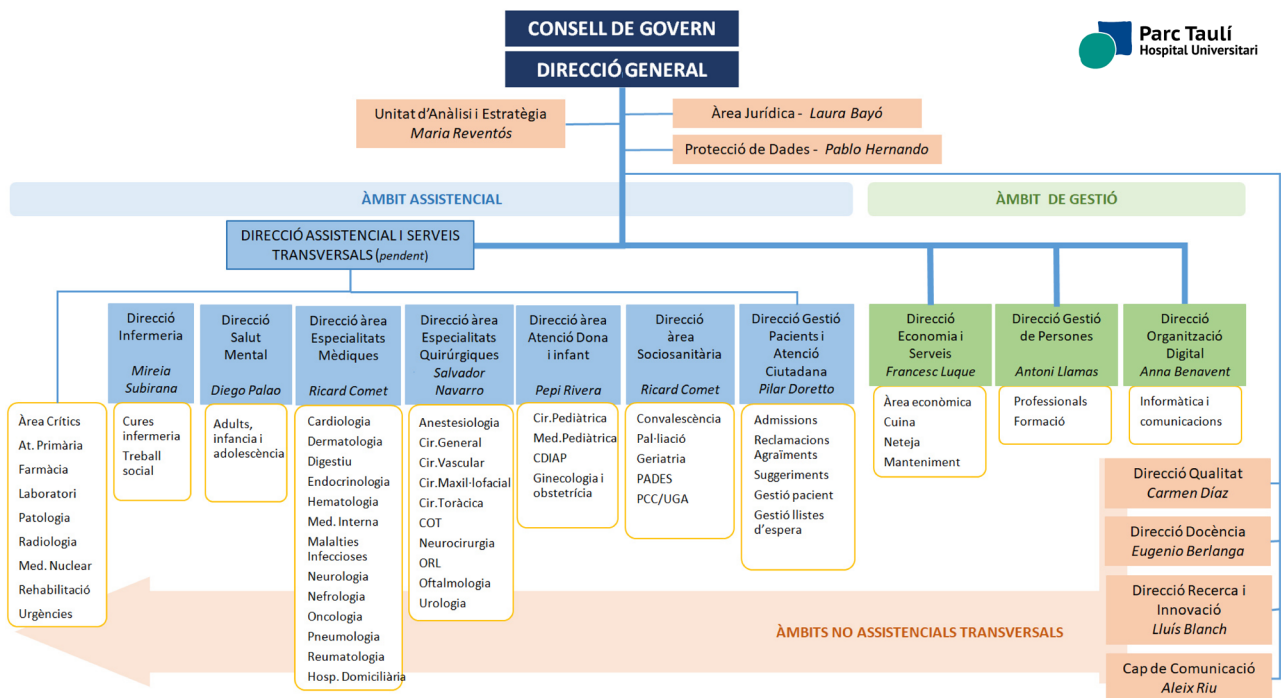 CONSELL DE GOVERN
DIRECCIÓ GENERAL
Parc Taulí
Hospital Universitari
Unitat d'Anàlisi i Estratègia
Maria Reventós
Àrea Jurídica - Laura Bayó
Protecció de Dades - Pablo Hernando
ÀMBIT ASSISTENCIAL
ÀMBIT DE GESTIÓ
DIRECCIÓ ASSISTENCIAL I SERVEIS
TRANSVERSALS (pendent)
Direcció
Infermeria
Mireia
Subirana
Direcció
Salut
Mental
Diego Palao
Direcció àrea
Especialitats
Mèdiques
Ricard Comet
Direcció àrea
Especialitats
Quirúrgiques
Salvador
Navarro
Direcció àrea
Atenció Dona
i infant
Pepi Rivera
Direcció
àrea
Sociosanitària
Ricard Comet
Direcció Gestió
Pacients i
Atenció
Ciutadana
Pilar Doretto
Direcció
Economia i
Serveis
Francesc Luque
Direcció Gestió
de Persones
Antoni Llamas
Direcció
Organització
Digital
Anna Benavent
Àrea Crítics
At. Primària
Farmàcia
Laboratori
Patologia
Radiologia
Med. Nuclear
Rehabilitació
Urgències
Cures
infermeria
Treball
social
Adults,
infancia i
adolescència
Cardiologia
Dermatologia
Digestiu
Endocrinologia
Hematologia
Med. Interna
Malalties
Infeccioses
Neurologia
Nefrologia
Oncologia
Pneumologia
Reumatologia
Hosp. Domiciliària
Anestesiologia
Cir.General
Cir.Vascular
Cir.Maxil·lofacial
Cir.Toràcica
COT
Neurocirurgia
ORL
Oftalmologia
Urologia
Cir.Pediàtrica
Med.Pediàtrica
CDIAP
Ginecologia i
obstetrícia
Convalescència
Pal·liació
Geriatria
PADES
PCC/UGA
Admissions
Reclamacions
Agraïments
Suggeriments
Gestió pacient
Gestió llistes
d'espera
Àrea econòmica
Cuina
Neteja
Manteniment
Professionals
Formació
Informàtica i
comunicacions
Direcció Qualitat
Carmen Díaz
Direcció Docència
Eugenio Berlanga
Direcció Recerca i
Innovació
Lluís Blanch
Cap de Comunicació
Aleix Riu
ÀMBITS NO ASSISTENCIALS TRANSVERSALS